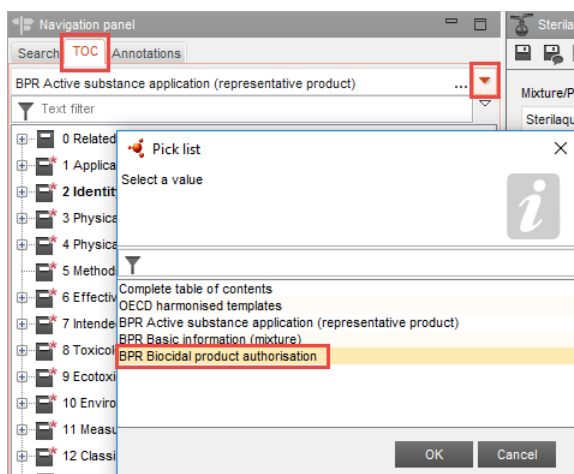 Navigation panel
Sterila
Search TOC Annotations
BPR Active substance application (representative product) ...
Mixture/P
Text filter
Sterilaqu
0 Related
Pick list
1 Applica
Select a value
2 Identit
3 Physica
4 Physica
5 Method
Complete table of contents
6 Effectiv
OECD harmonised templates
7 Intende
BPR Active substance application (representative product)
BPR Basic information (mixture)
8 Toxicol
BPR Biocidal product authorisation
9 Ecotoxi
10 Enviro
11 Measu
12 Classi
OK Cancel